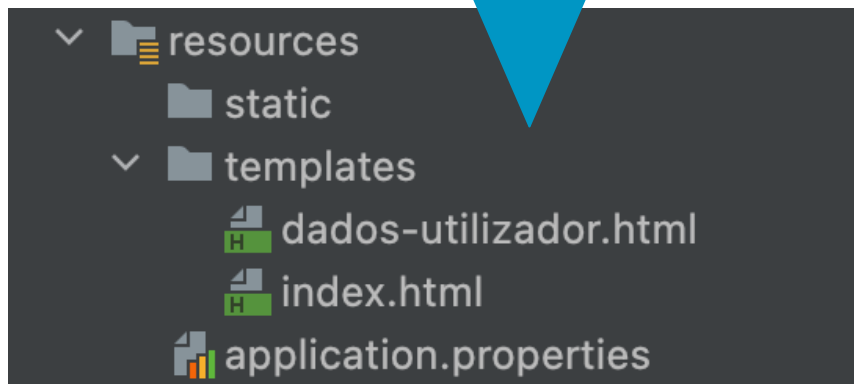 resources
static
templates
dados-utilizador.html
index.html
application.properties